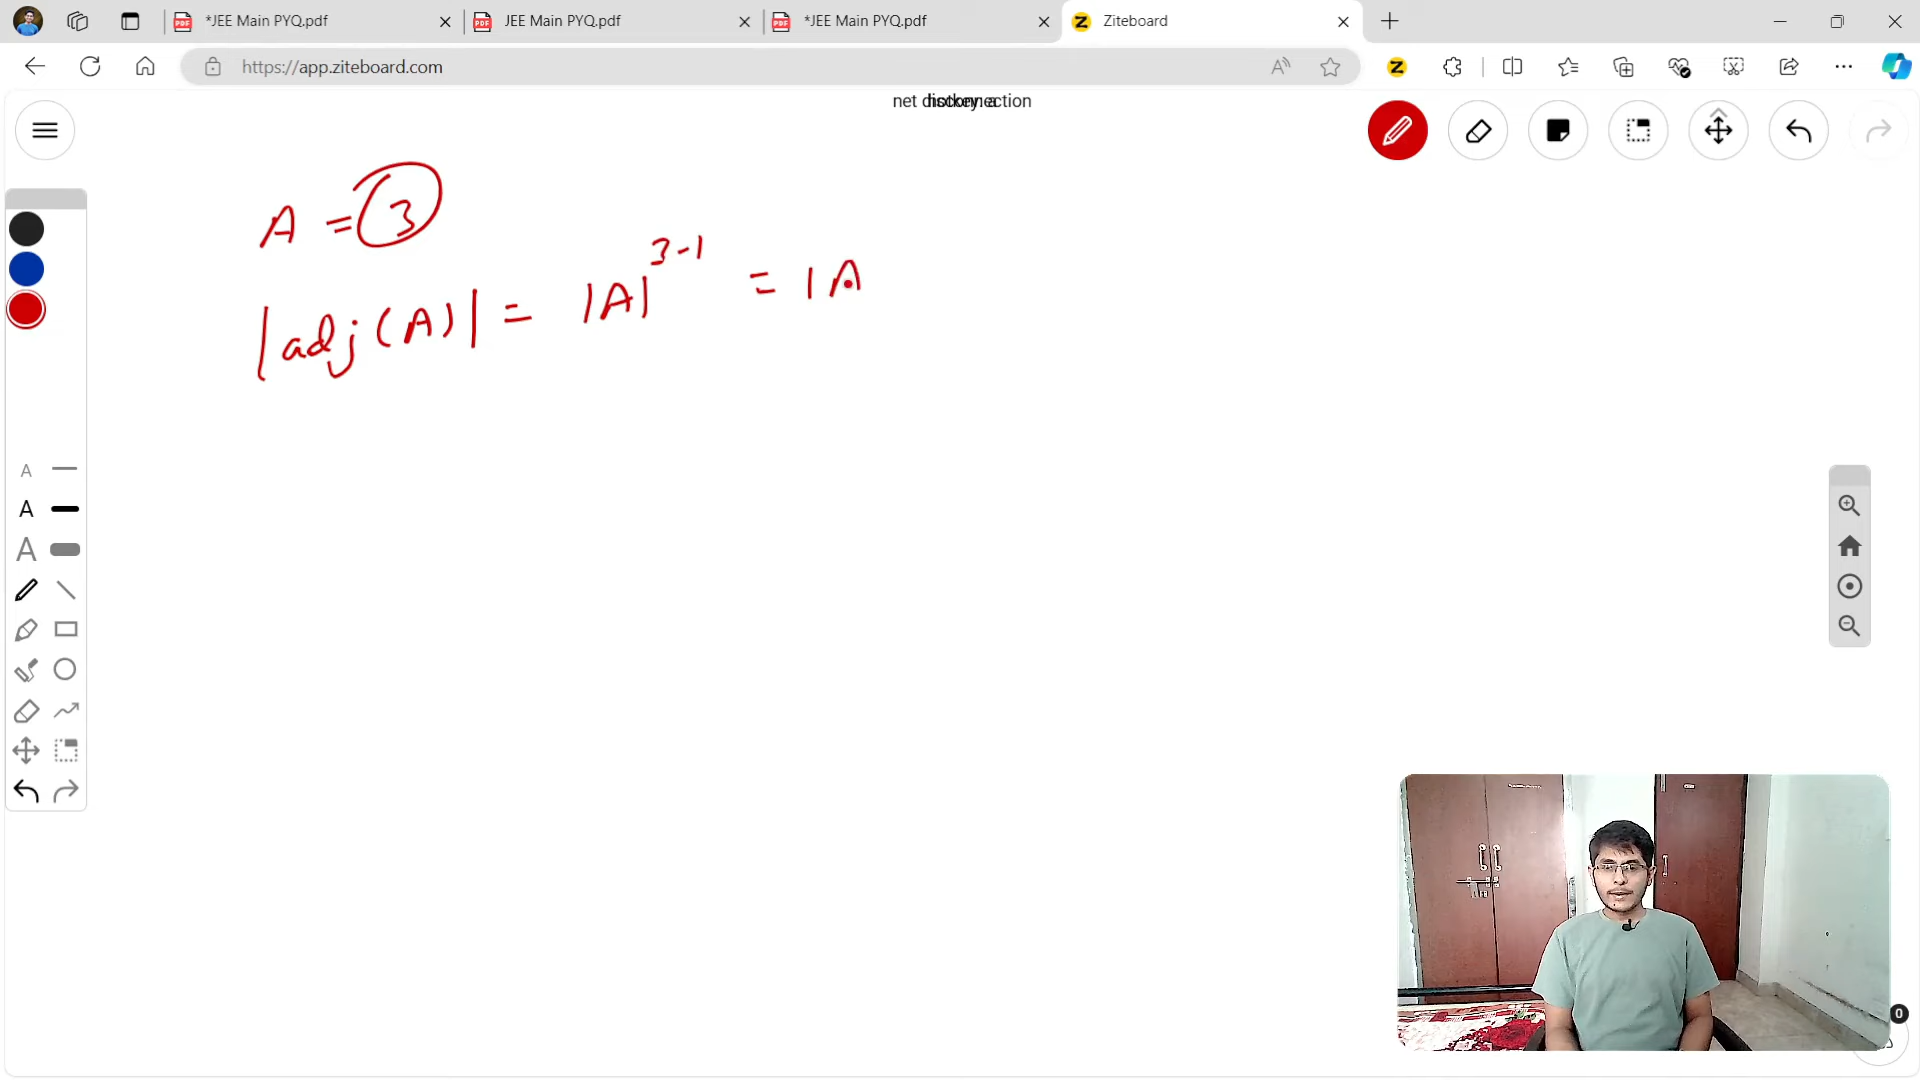 *JEE Main PYQ.pdf
JEE Main PYQ.pdf
*JEE Main PYQ.pdf
Ziteboard
https://app.ziteboard.com
A = 3
|adj(A)| = |A|^{3-1} = |A
A
A
A
0